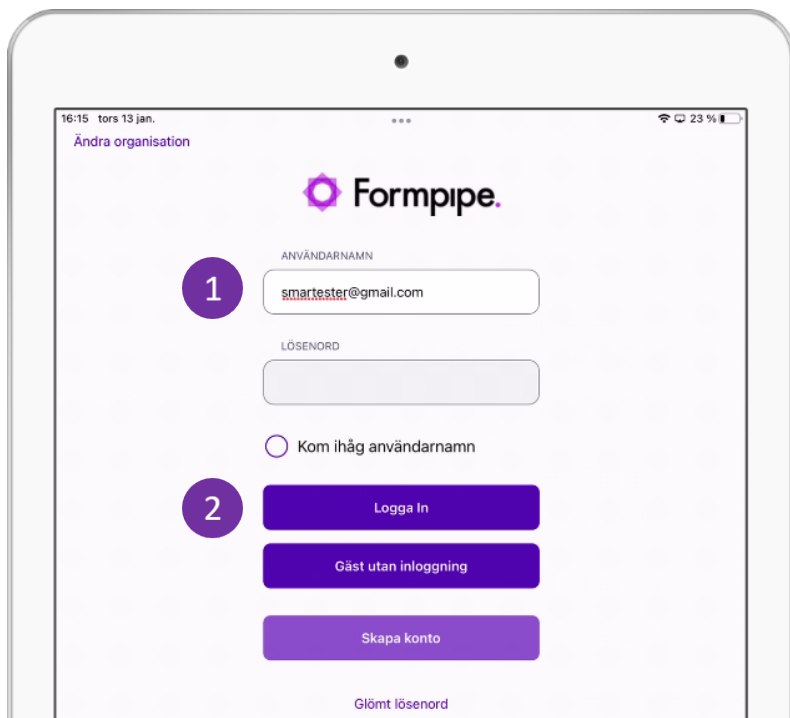 16:15 tors 13 jan.
23 %
Ändra organisation
Formpipe.
ANVÄNDARNAMN
1
smartester@gmail.com
LÖSENORD
Kom ihåg användarnamn
2
Logga In
Gäst utan inloggning
Skapa konto
Glömt lösenord